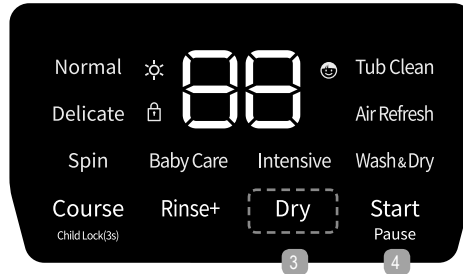 Normal 88 Tub Clean
Delicate Air Refresh
Spin Baby Care Intensive Wash&Dry
Course Rinse+ Dry Start
Child Lock(3s) Pause
3 4